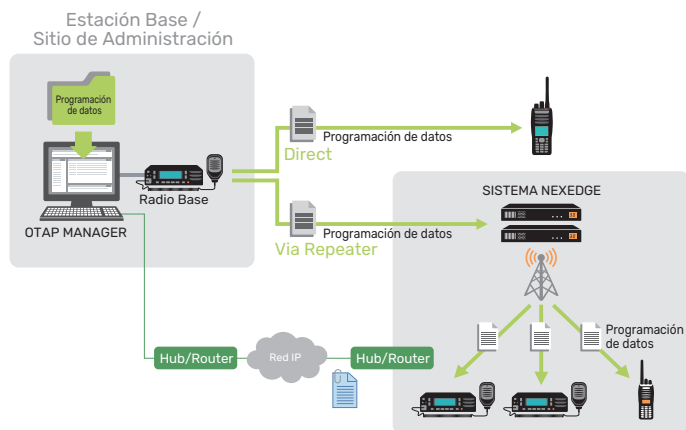 Estación Base /
Sitio de Administración
Programación
de datos
Radio Base
OTAP MANAGER
Programación de datos
Direct
Programación de datos
Via Repeater
SISTEMA NEXEDGE
Programación
de datos
Hub/Router
Red IP
Hub/Router